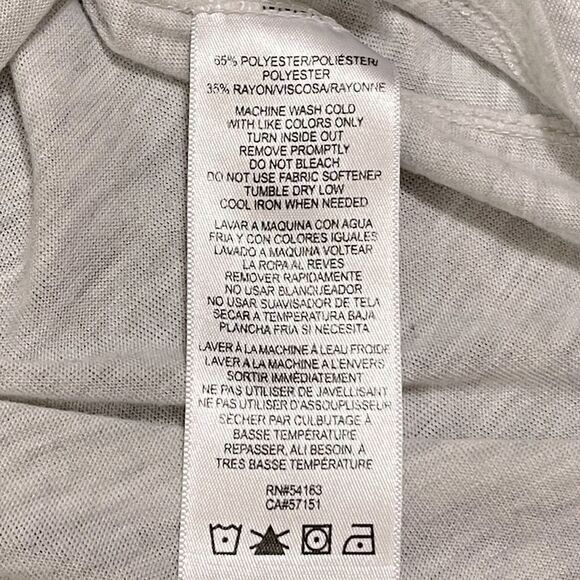 65% POLYESTER/POLIÉSTER/
POLYESTER
35% RAYON/VISCOSA/RAYONNE
MACHINE WASH COLD
WITH LIKE COLORS ONLY
TURN INSIDE OUT
REMOVE PROMPTLY
DO NOT BLEACH
DO NOT USE FABRIC SOFTENER
TUMBLE DRY LOW
COOL IRON WHEN NEEDED
LAVAR A MAQUINA CON AGUA
FRIA Y CON COLORES IGUALES
LAVADO A MAQUINA VOLTEAR
LA ROPA AL REVES
REMOVER RAPIDAMENTE
NO USAR BLANQUEADOR
NO USAR SUAVISADOR DE TELA
SECAR A TEMPERATURA BAJA
PLANCHA FRIA SI NECESITA
LAVER À LA MACHINE À LEAU FROIDE
LAVER A LA MACHINE A L'ENVERS
SORTIR IMMÉDIATEMENT
NE PAS UTILISER DE JAVELLISANT
NE PAS UTILISER D'ASSOUPLISSEUR
SÉCHER PAR CULBUTAGE À
BASSE TEMPÉRATURE
REPASSER, ALI BESOIN, À
TRES BASSE TEMPÉRATURE
RN#54163
CA#57151